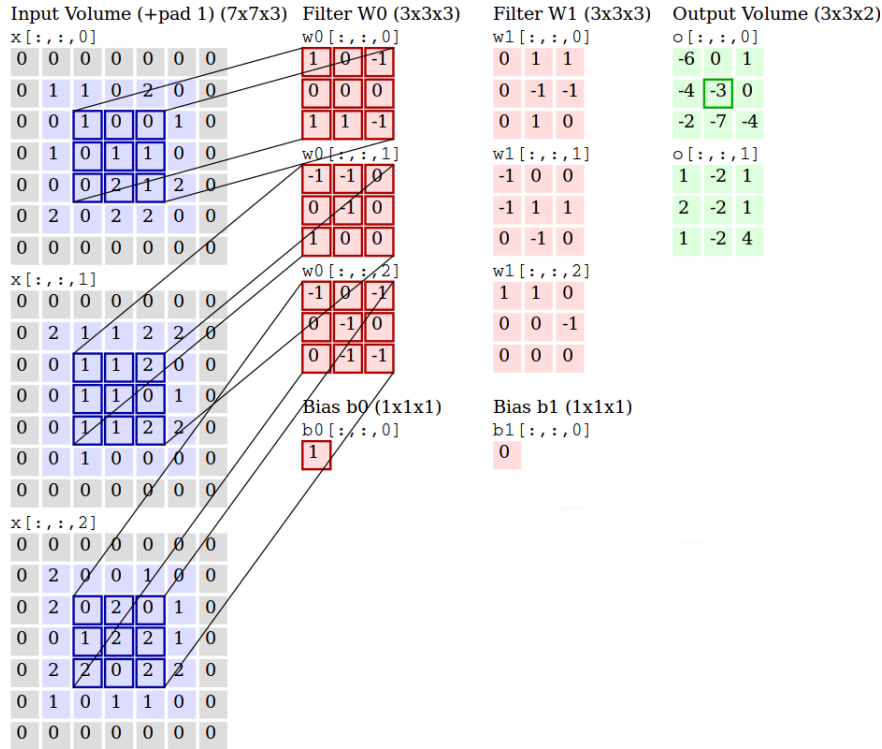 Input Volume (+pad 1) (7x7x3)
x[:,:,0]
0 0 0 0 0 0 0
0 1 1 0 2 0 0
0 0 1 0 0 1 0
0 1 0 1 1 0 0
0 0 0 2 1 2 0
0 2 0 2 2 0 0
0 0 0 0 0 0 0
x[:,:,1]
0 0 0 0 0 0 0
0 2 1 1 2 2 0
0 0 1 1 2 0 0
0 0 1 1 0 1 0
0 0 1 1 2 2 0
0 0 1 0 0 0 0
0 0 0 0 0 0 0
x[:,:,2]
0 0 0 0 0 0 0
0 2 0 0 1 0 0
0 2 0 2 0 1 0
0 0 1 2 2 1 0
0 2 2 0 2 2 0
0 1 0 1 1 0 0
0 0 0 0 0 0 0
Filter W0 (3x3x3)
w0[:,:,0]
1 0 -1
0 0 0
1 1 -1
w0[:,:,1]
-1 -1 0
0 -1 0
1 0 0
w0[:,:,2]
-1 0 -1
0 -1 0
0 -1 -1
Bias b0 (1x1x1)
b0[:,:,0]
1
Filter W1 (3x3x3)
w1[:,:,0]
0 1 1
0 -1 -1
0 1 0
w1[:,:,1]
-1 0 0
-1 1 1
0 -1 0
w1[:,:,2]
1 1 0
0 0 -1
0 0 0
Bias b1 (1x1x1)
b1[:,:,0]
0
Output Volume (3x3x2)
o[:,:,0]
-6 0 1
-4 -3 0
-2 -7 -4
o[:,:,1]
1 -2 1
2 -2 1
1 -2 4